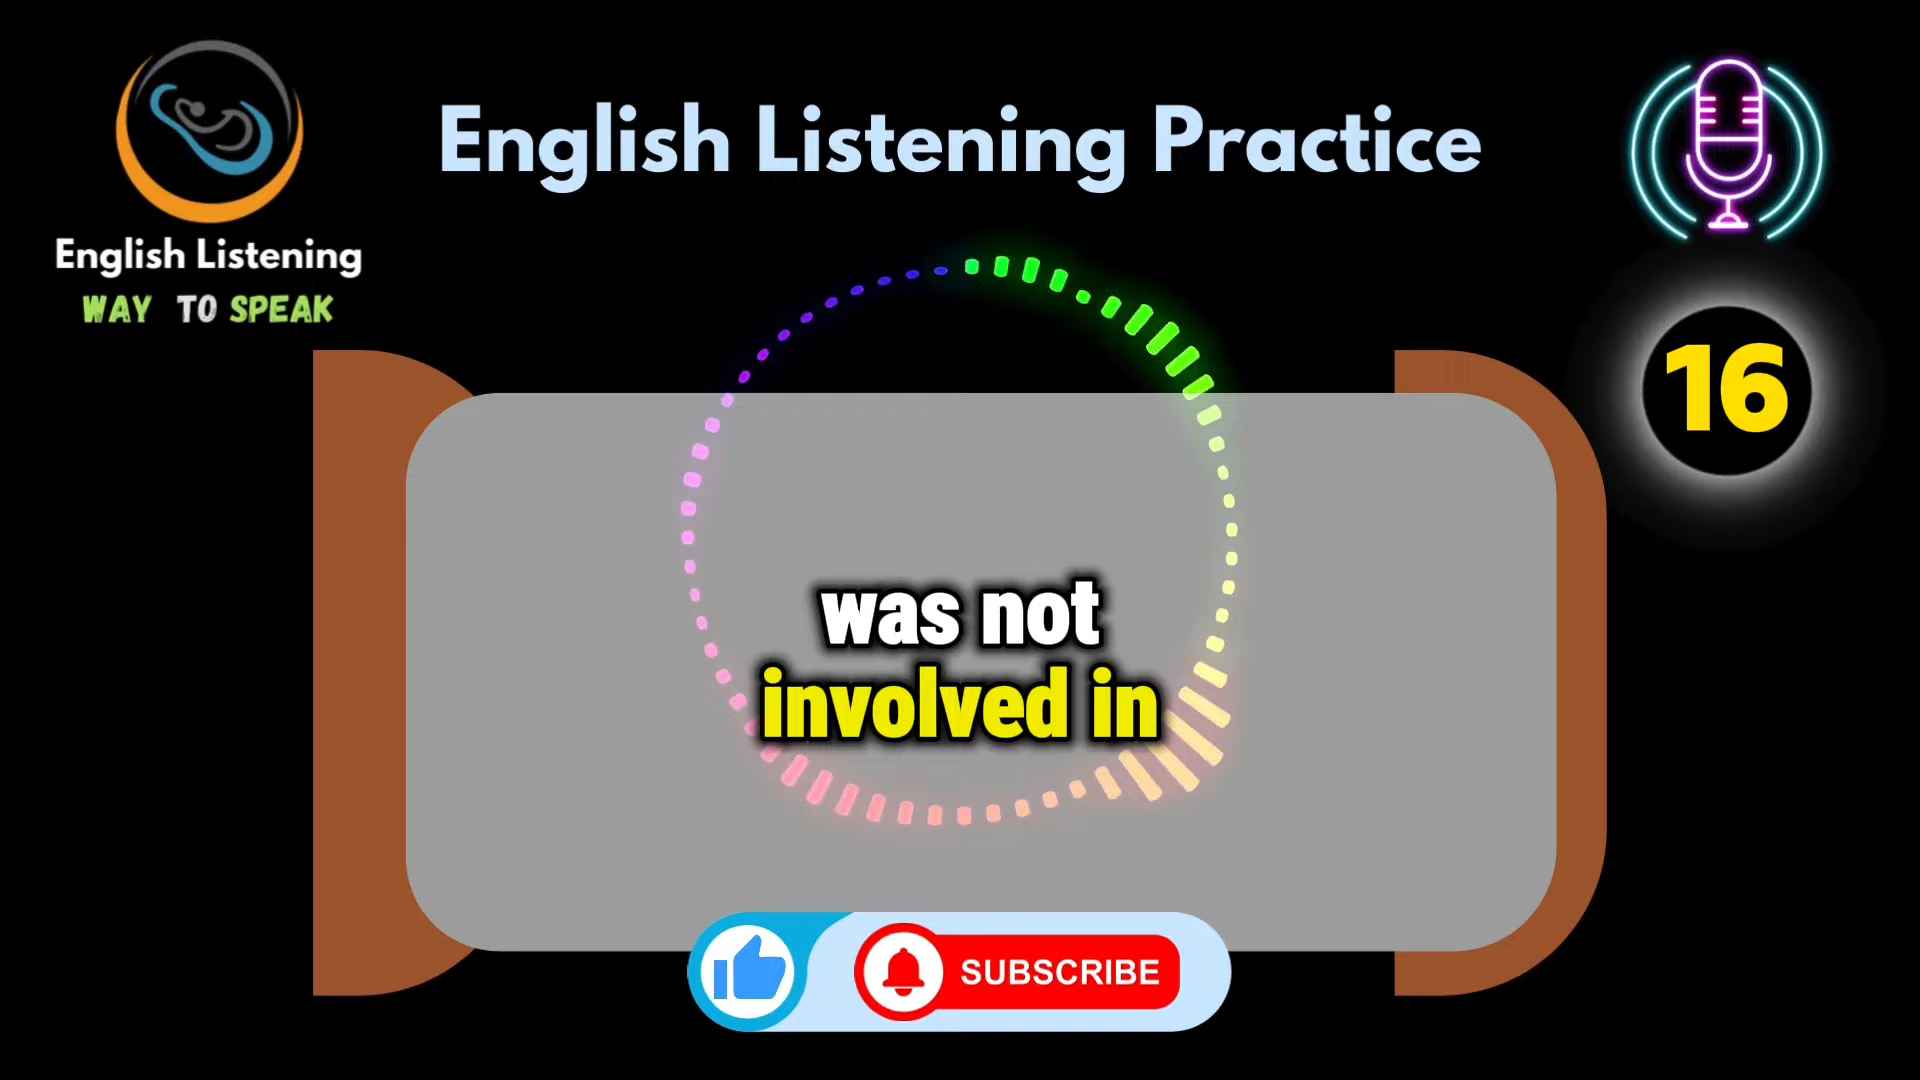 English Listening Practice
English Listening
WAY TO SPEAK
16
was not
involved in
SUBSCRIBE